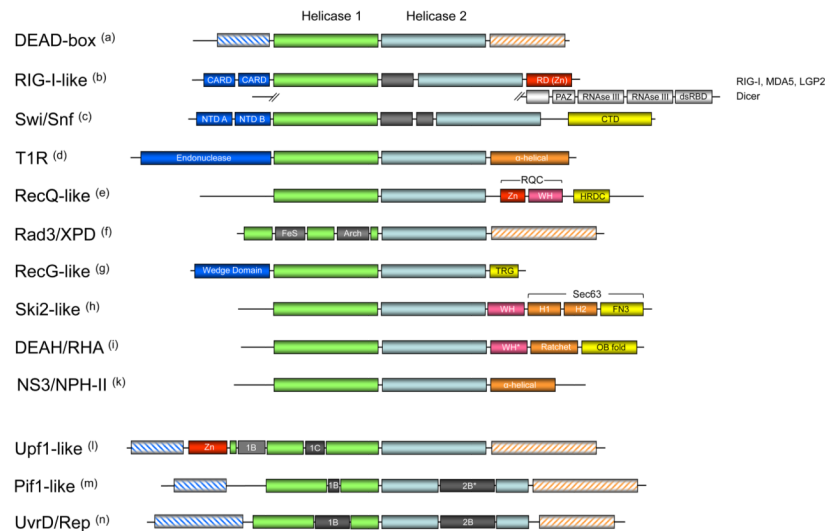 Helicase 1 Helicase 2
DEAD-box (a)
RIG-I-like (b) CARD CARD RD (Zn) RIG-I, MDA5, LGP2
PAZ RNAse III RNAse III dsRBD Dicer
Swi/Snf (c) NTD A NTD B CTD
T1R (d) Endonuclease α-helical
RQC
RecQ-like (e) Zn WH HRDC
Rad3/XPD (f) FeS Arch
RecG-like (g) Wedge Domain TRG
Sec63
Ski2-like (h) WH H1 H2 FN3
DEAH/RHA (i) WH* Ratchet OB fold
NS3/NPH-II (k) α-helical
Upf1-like (l) Zn 1B 1C
Pif1-like (m) 1B 2B*
UvrD/Rep (n) 1B 2B